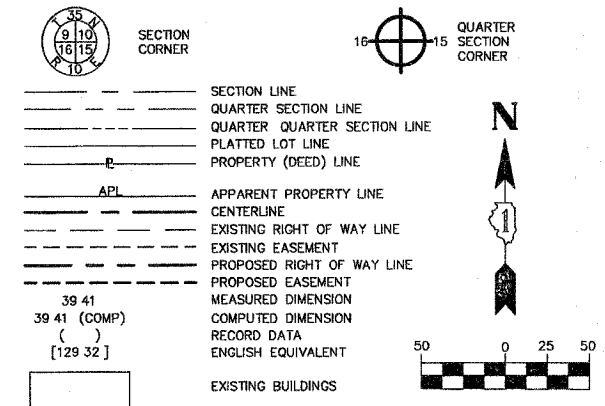 T 35 N
9 10
16 15
R 10 E
SECTION
CORNER
16 15
QUARTER
SECTION
CORNER
SECTION LINE
QUARTER SECTION LINE
QUARTER QUARTER SECTION LINE
PLATTED LOT LINE
PROPERTY (DEED) LINE
APL APPARENT PROPERTY LINE
CENTERLINE
EXISTING RIGHT OF WAY LINE
EXISTING EASEMENT
PROPOSED RIGHT OF WAY LINE
PROPOSED EASEMENT
39 41 MEASURED DIMENSION
39 41 (COMP) COMPUTED DIMENSION
( ) RECORD DATA
[129 32 ] ENGLISH EQUIVALENT
EXISTING BUILDINGS
N
1
50 0 25 50